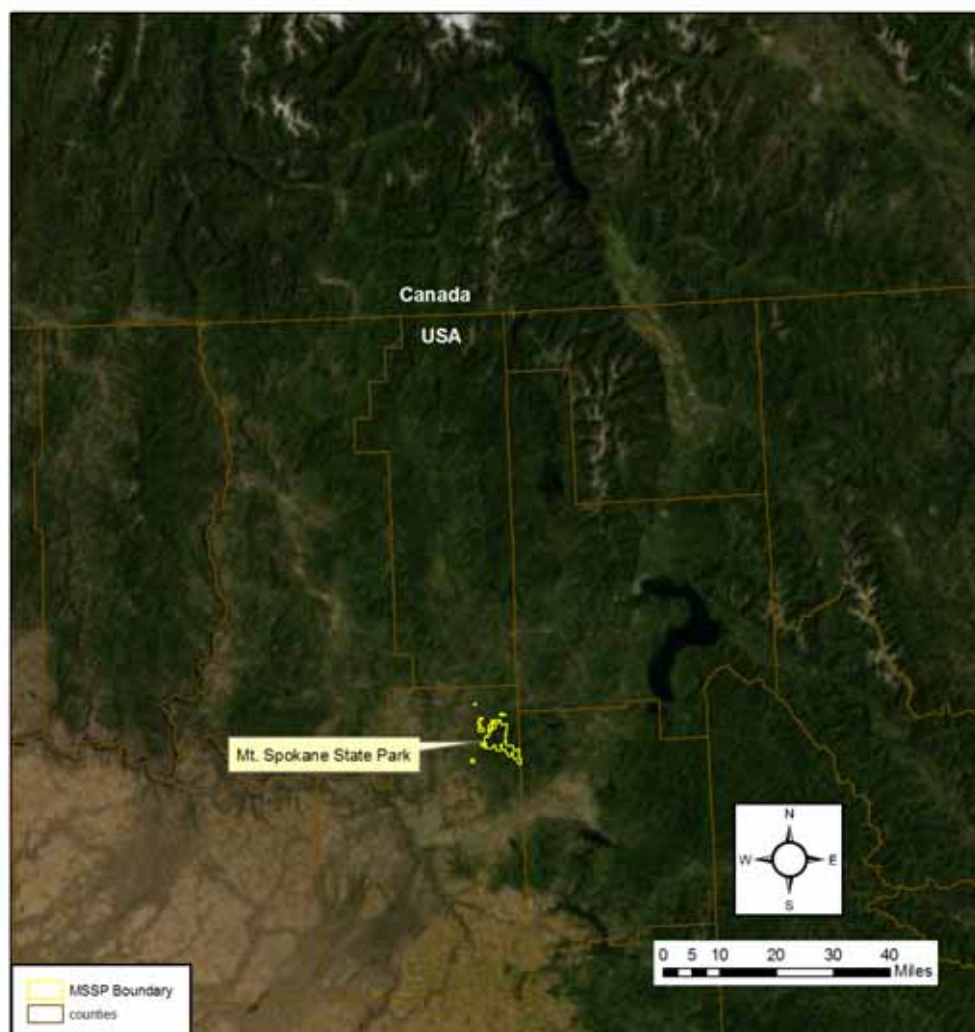 Canada
USA
Mt. Spokane State Park
N
W E
S
0 5 10 20 30 40
Miles
MSSP Boundary
counties